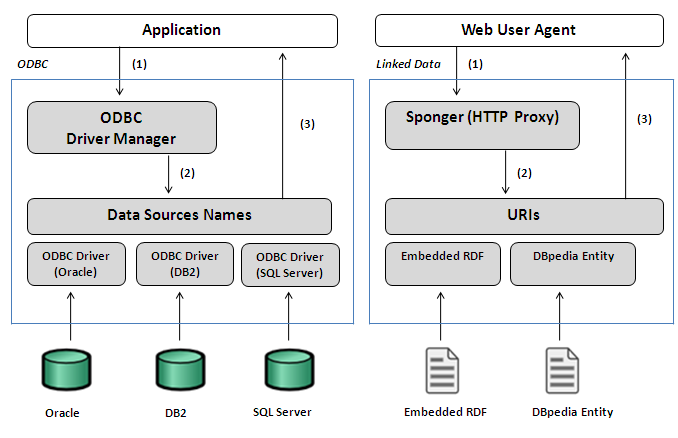 Application
ODBC
(1)
ODBC
Driver Manager
(3)
(2)
Data Sources Names
ODBC Driver
(Oracle)
ODBC Driver
(DB2)
ODBC Driver
(SQL Server)
Oracle
DB2
SQL Server
Web User Agent
Linked Data
(1)
Sponger (HTTP Proxy)
(3)
(2)
URIs
Embedded RDF
DBpedia Entity
Embedded RDF
DBpedia Entity